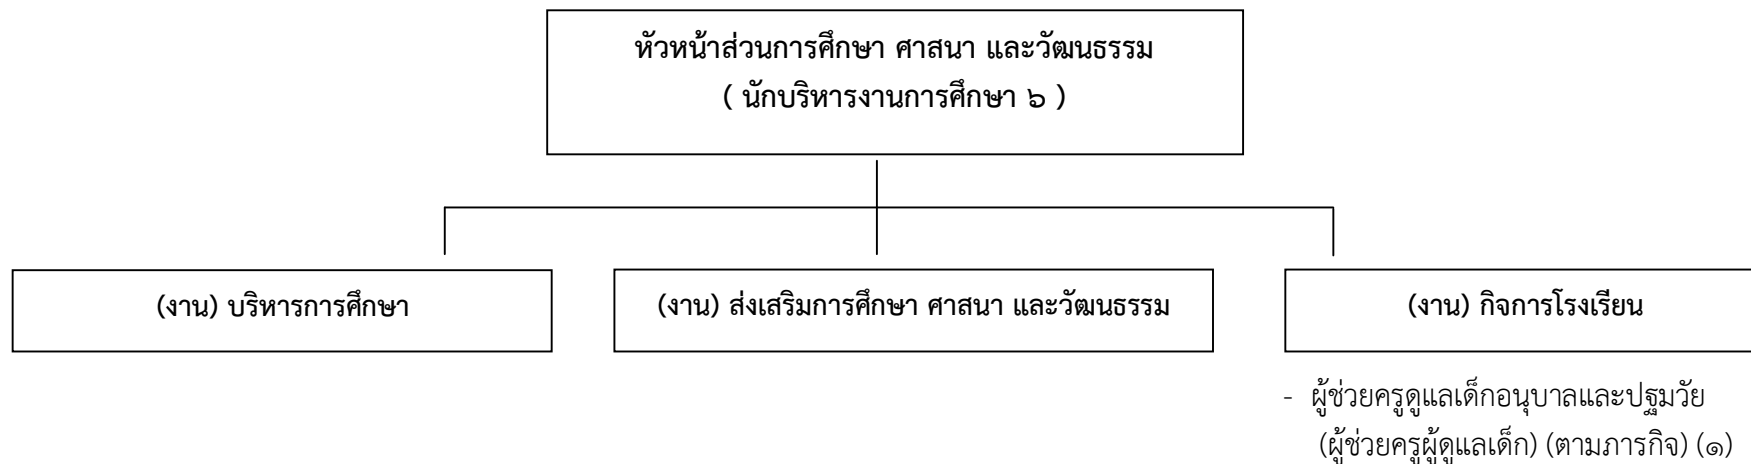 หัวหน้าส่วนการศึกษา ศาสนา และวัฒนธรรม
( นักบริหารงานการศึกษา ๖ )
(งาน) บริหารการศึกษา
(งาน) ส่งเสริมการศึกษา ศาสนา และวัฒนธรรม
(งาน) กิจการโรงเรียน
- ผู้ช่วยครูดูแลเด็กอนุบาลและปฐมวัย
(ผู้ช่วยครูผู้ดูแลเด็ก) (ตามภารกิจ) (๑)